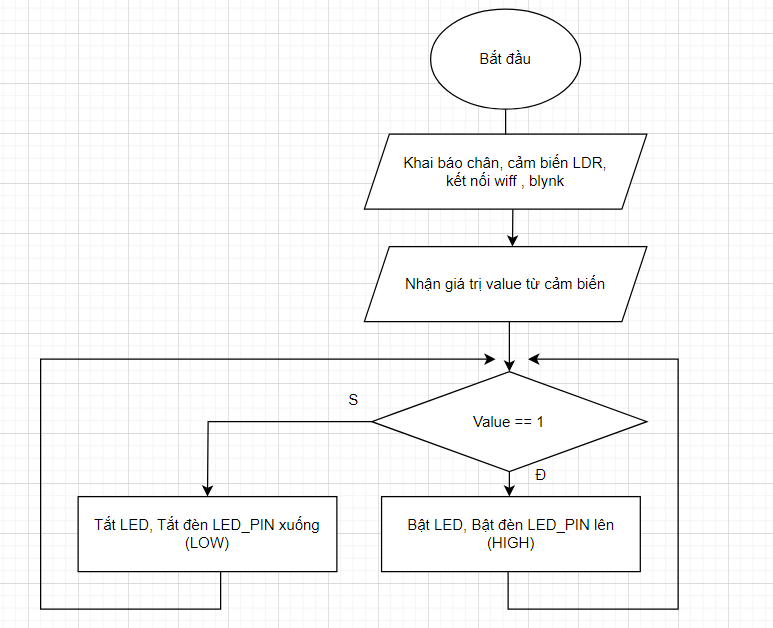 Bắt đầu
Khai báo chân, cảm biến LDR,
kết nối wiff , blynk
Nhận giá trị value từ cảm biến
S
Value == 1
Đ
Tắt LED, Tắt đèn LED_PIN xuống
(LOW)
Bật LED, Bật đèn LED_PIN lên
(HIGH)